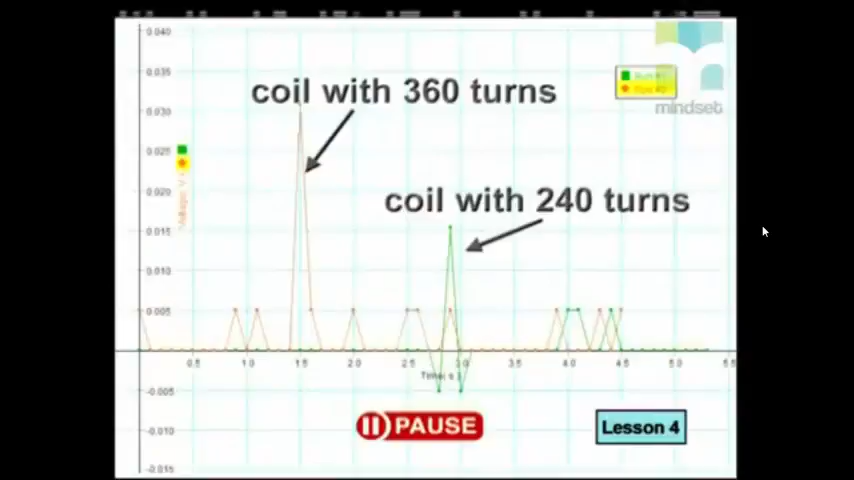 0.040
mindset
0.035
coil with 360 turns
0.030
0.025
coil with 240 turns
0.020
0.015
0.010
0.005
0.5 1.0 1.5 2.0 2.5 3.0 3.5 4.0 4.5 5.0 5.5
Time( s )
-0.005
PAUSE
Lesson 4
-0.010
-0.015